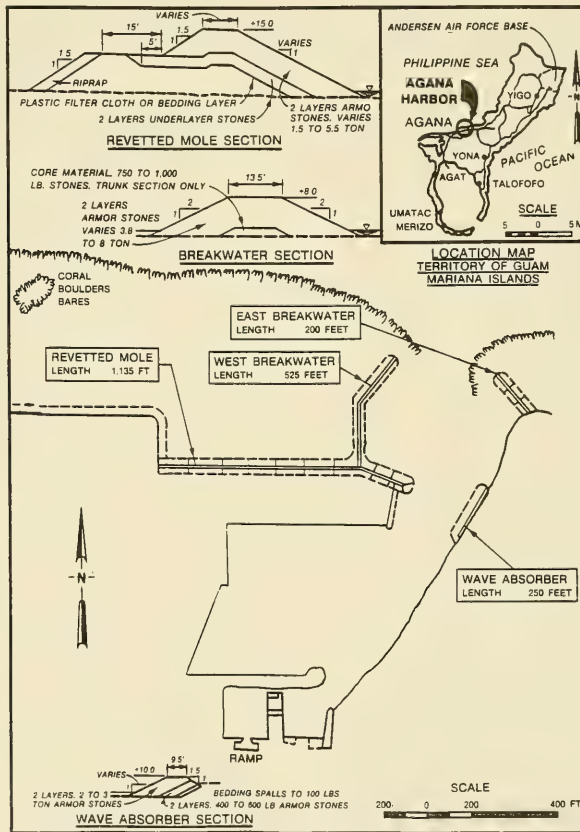 VARIES
+15.0
15'
1.5
1
5'
1.5
1
VARIES
1
RIPRAP
PLASTIC FILTER CLOTH OR BEDDING LAYER
2 LAYERS UNDERLAYER STONES
2 LAYERS ARMO
STONES. VARIES
1.5 TO 5.5 TON
REVETTED MOLE SECTION
CORE MATERIAL, 750 TO 1,000
LB. STONES, TRUNK SECTION ONLY
13.5'
+8.0
2
1
2
1
2 LAYERS
ARMOR STONES
VARIES 3.8
TO 8 TON
BREAKWATER SECTION
ANDERSEN AIR FORCE BASE
PHILIPPINE SEA
N
AGANA
HARBOR
YIGO
AGANA
YONA
PACIFIC
OCEAN
AGAT
TALOFOFO
UMATAC
MERIZO
SCALE
5 0 5 M
LOCATION MAP
TERRITORY OF GUAM
MARIANA ISLANDS
CORAL
BOULDERS
BARES
EAST BREAKWATER
LENGTH 200 FEET
REVETTED MOLE
LENGTH 1,135 FT
WEST BREAKWATER
LENGTH 525 FEET
N
WAVE ABSORBER
LENGTH 250 FEET
RAMP
+10.0
9.5'
VARIES
1
1.5
1
2 LAYERS, 2 TO 3
TON ARMOR STONES
BEDDING SPALLS TO 100 LBS
2 LAYERS, 400 TO 600 LB ARMOR STONES
WAVE ABSORBER SECTION
SCALE
200 0 200 400 FT